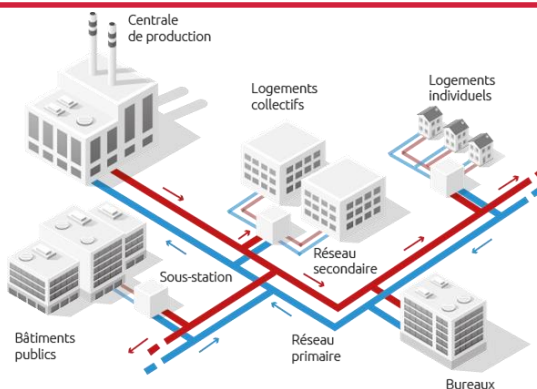 Centrale
de production
Logements
collectifs
Logements
individuels
Réseau
secondaire
Sous-station
Bâtiments
publics
Réseau
primaire
Bureaux